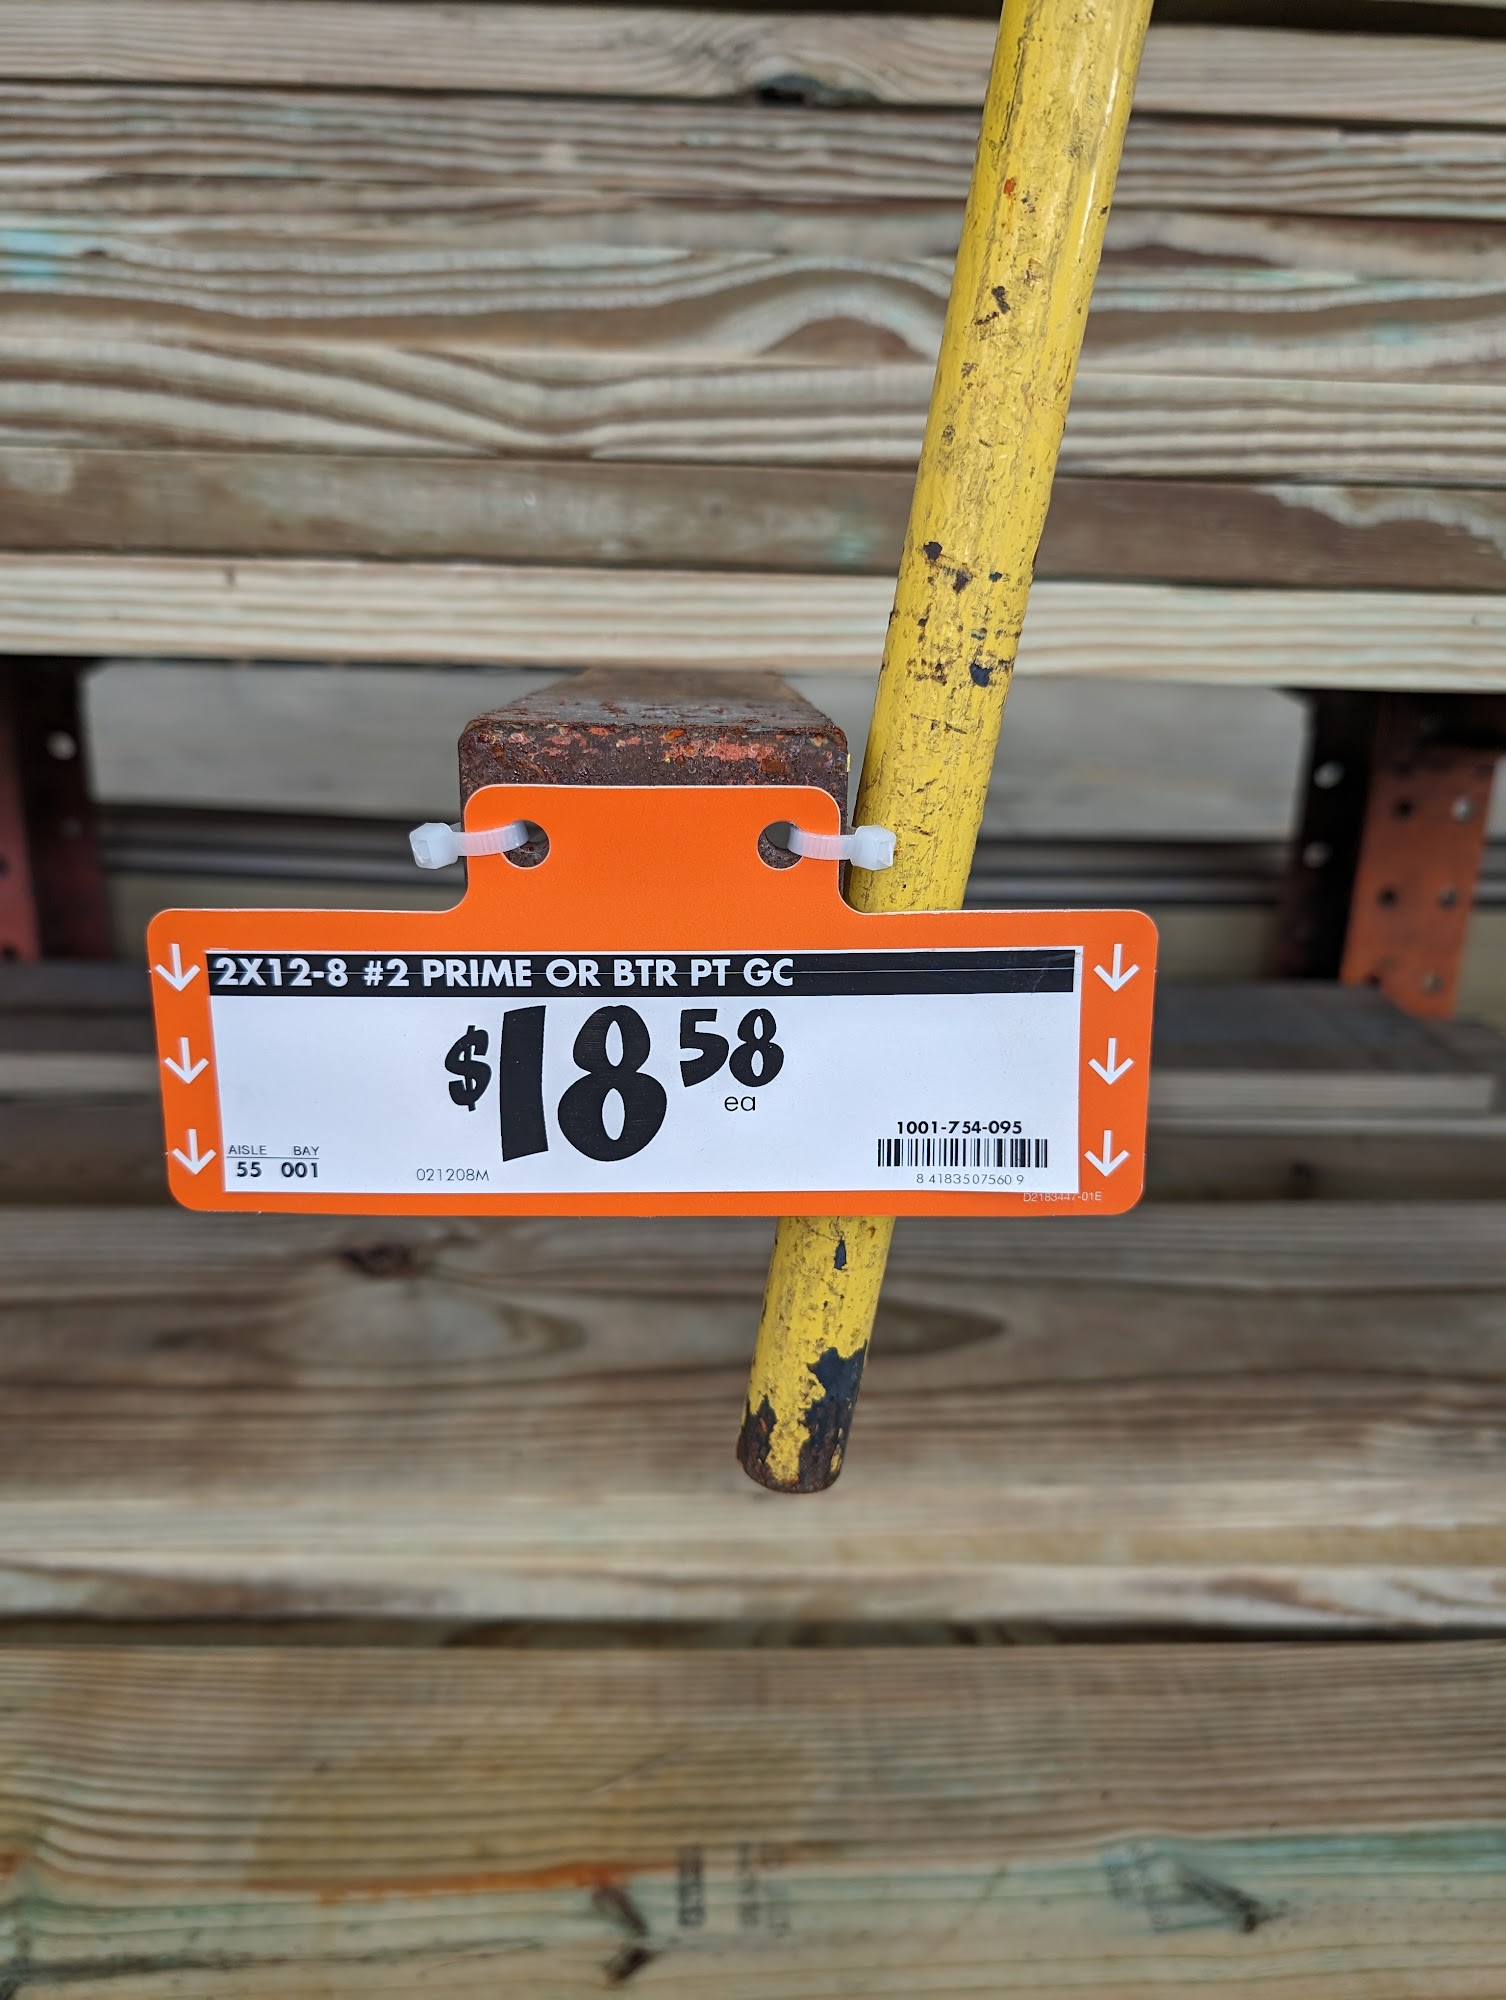 2X12-8 #2 PRIME OR BTR PT GC
$18 58
ea
1001-754-095
AISLE BAY
55 001
021208M
8 41835 07560 9
D2183447-01E